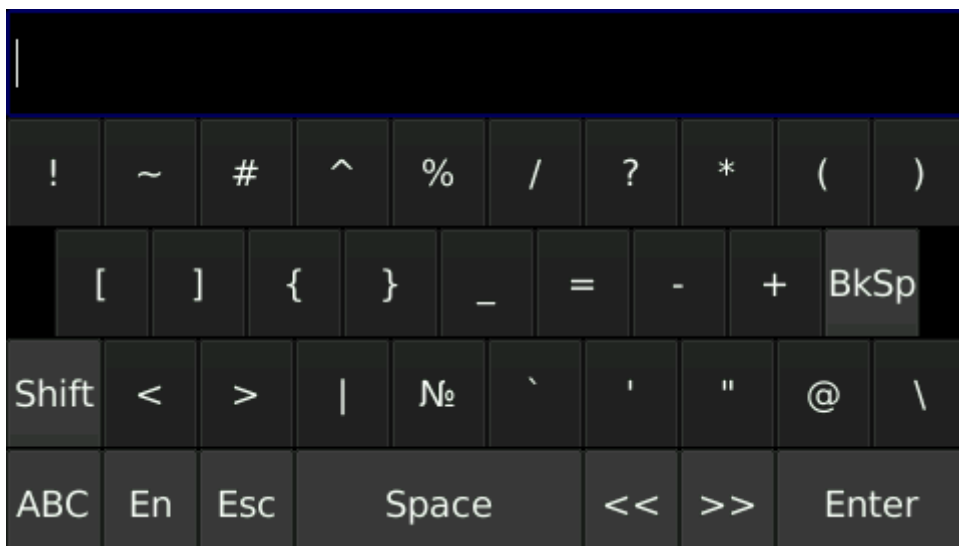 ! ~ # ^ % / ? * ( )
[ ] { } _ = - + BkSp
Shift < > | № ` ' " @ \
ABC En Esc Space << >> Enter